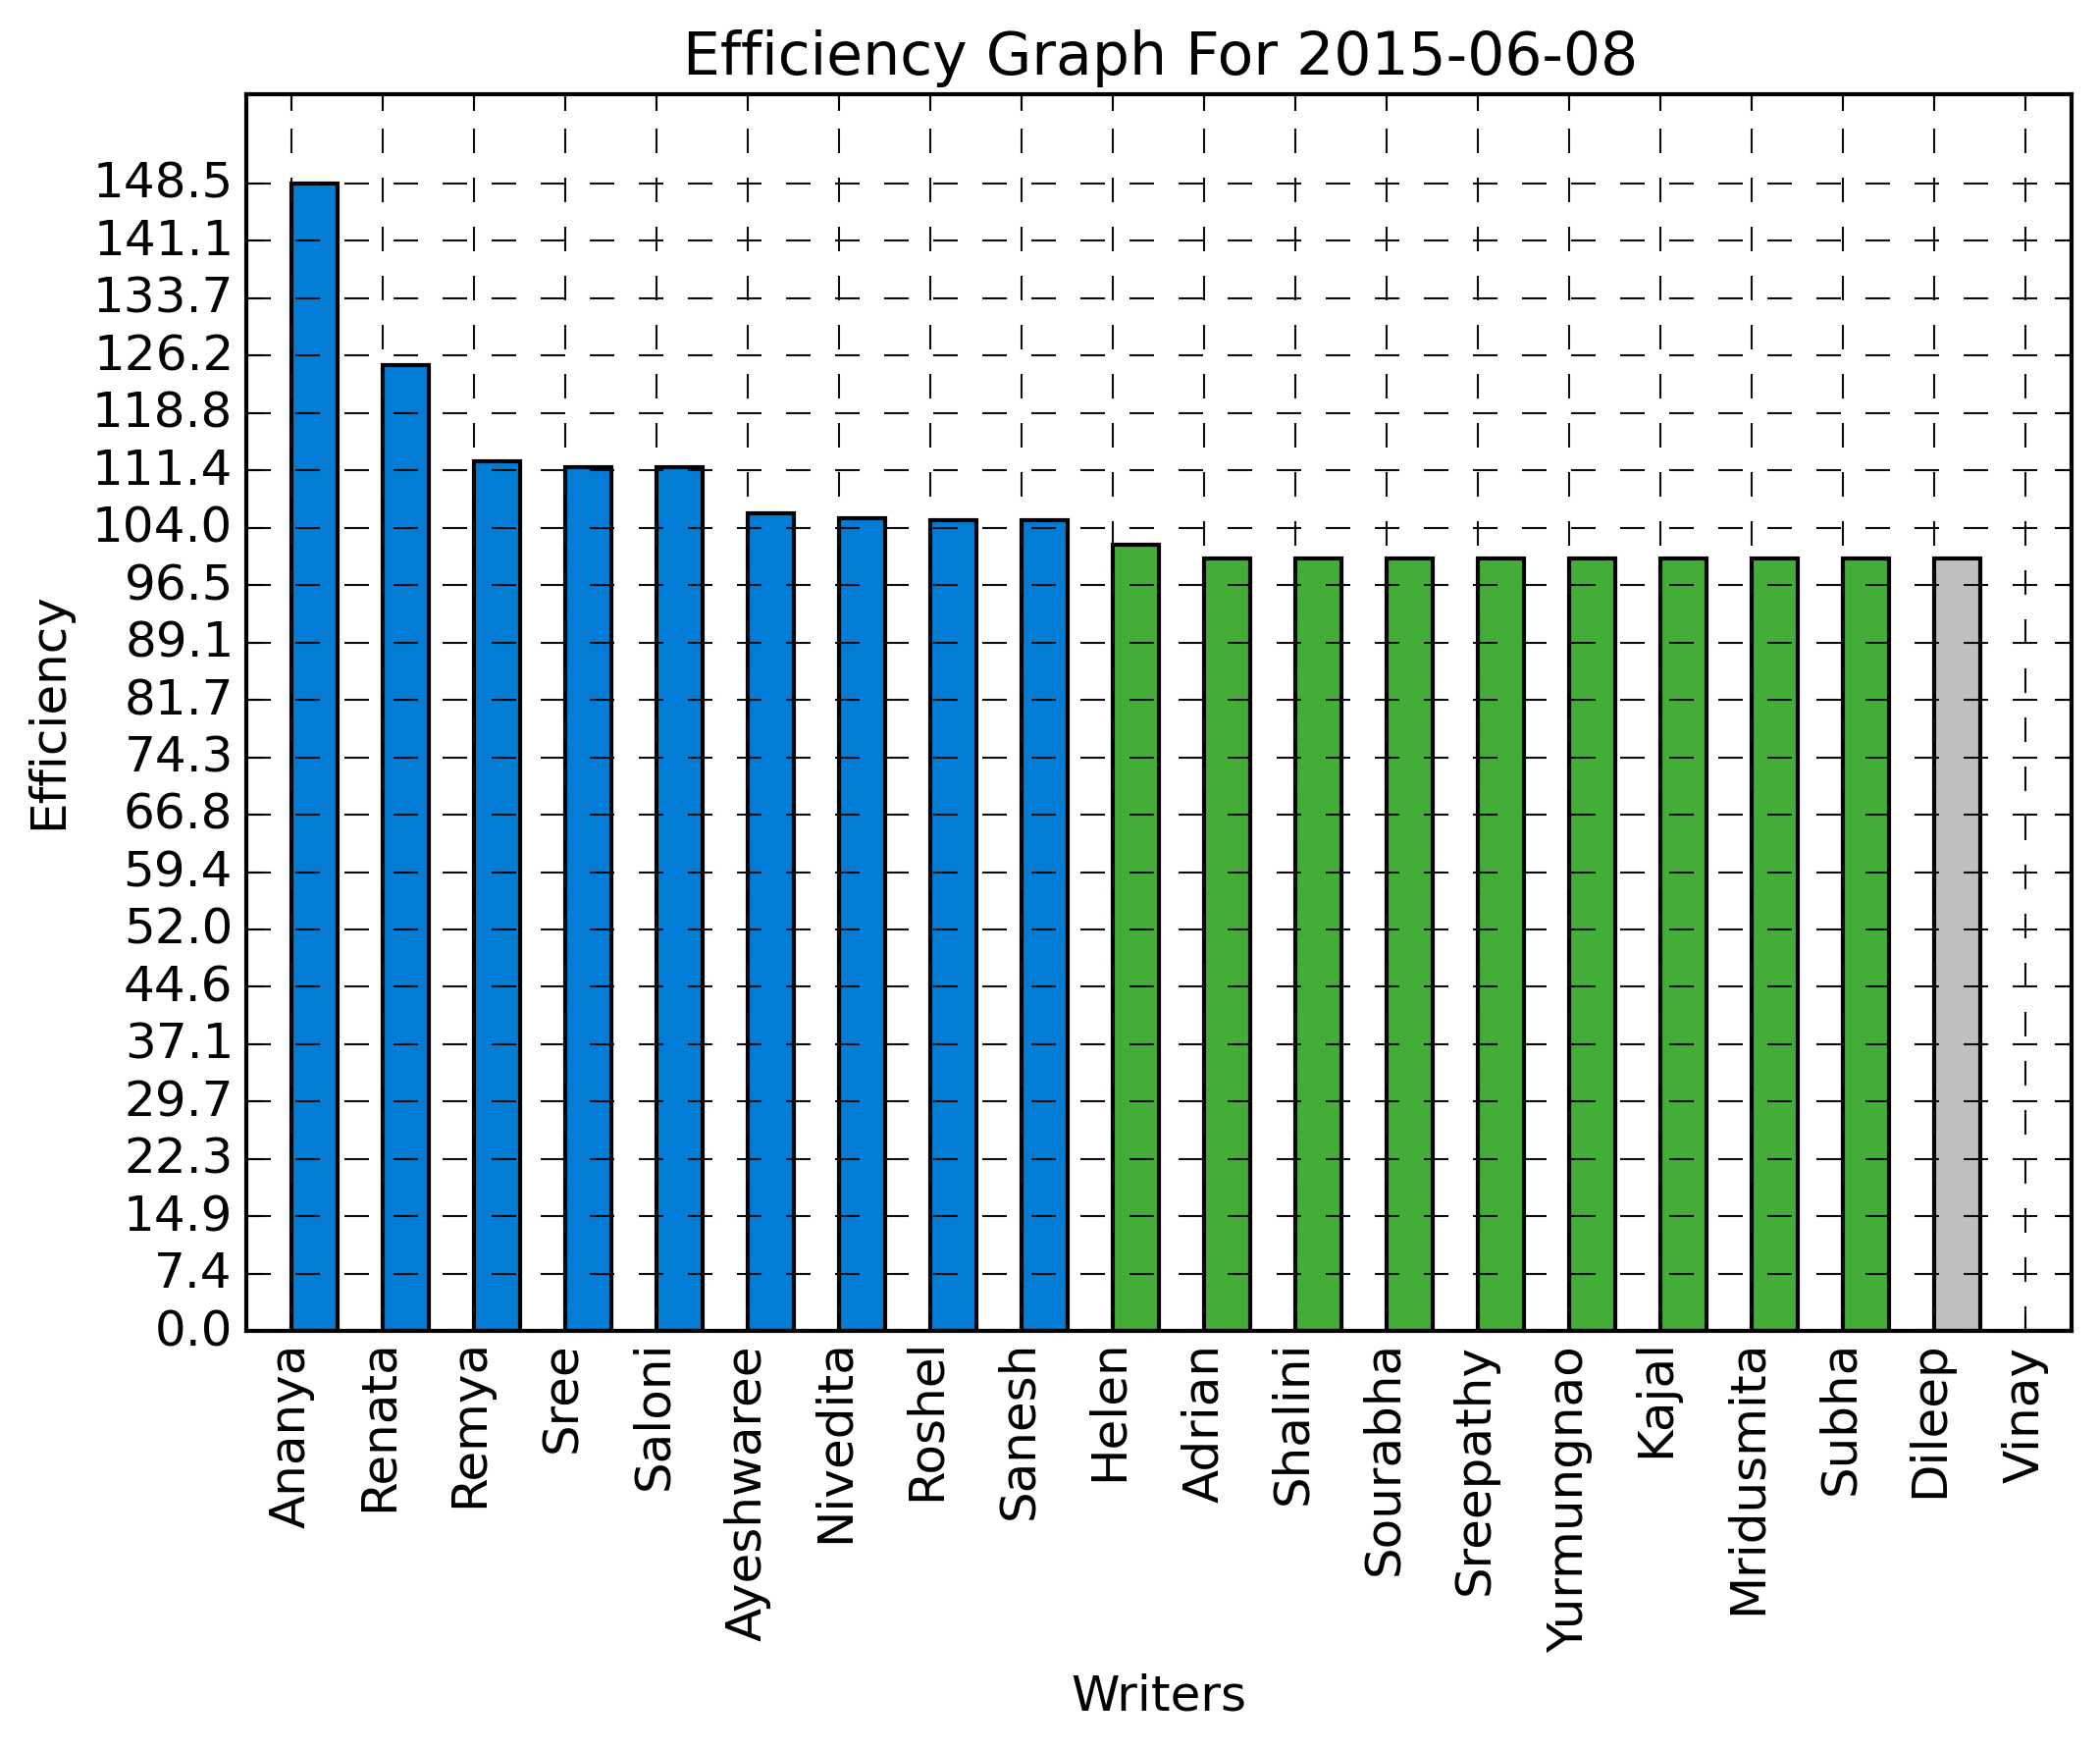 Efficiency Graph For 2015-06-08
148.5
141.1
133.7
126.2
118.8
111.4
104.0
96.5
89.1
81.7
74.3
66.8
59.4
52.0
44.6
37.1
29.7
22.3
14.9
7.4
0.0
Efficiency
Ananya
Renata
Remya
Sree
Saloni
Ayeshwaree
Nivedita
Roshel
Sanesh
Helen
Adrian
Shalini
Sourabha
Sreepathy
Yurmungnao
Kajal
Mridusmita
Subha
Dileep
Vinay
Writers